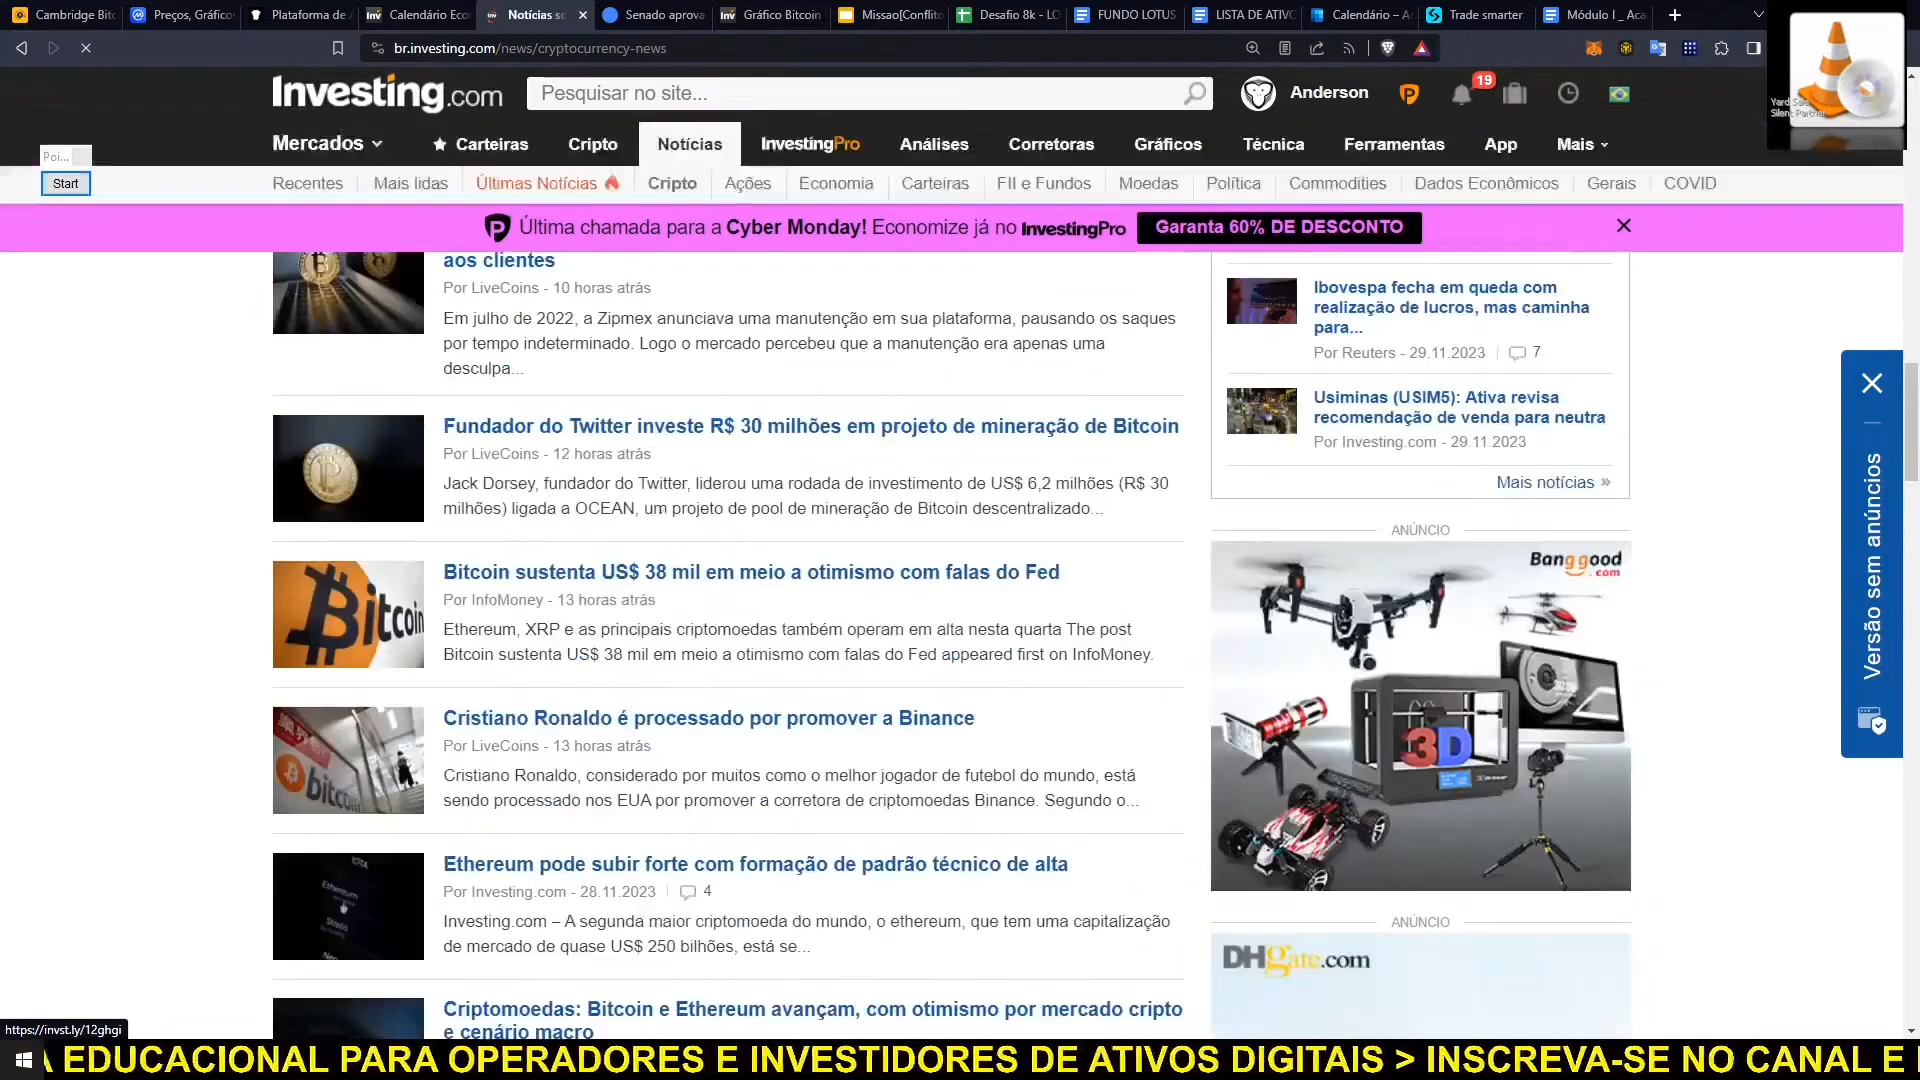 Cambridge Bit
Preços, Gráficos
Plataforma de A
Calendário Eco
Notícias so
Senado aprova
Gráfico Bitcoin
Missao[Conflito
Desafio 8k - LO
FUNDO LOTUS
LISTA DE ATIVO
Calendário – A
Trade smarter
Módulo I _ Aca
br.investing.com/news/cryptocurrency-news
Investing.com
Pesquisar no site...
Anderson
19
Yard Sale
Silent Partner
Mercados
Carteiras
Cripto
Notícias
InvestingPro
Análises
Corretoras
Gráficos
Técnica
Ferramentas
App
Mais
Poi...
Start
Recentes
Mais lidas
Últimas Notícias
Cripto
Ações
Economia
Carteiras
FII e Fundos
Moedas
Política
Commodities
Dados Econômicos
Gerais
COVID
Última chamada para a Cyber Monday! Economize já no InvestingPro
Garanta 60% DE DESCONTO
aos clientes
Por LiveCoins - 10 horas atrás
Em julho de 2022, a Zipmex anunciava uma manutenção em sua plataforma, pausando os saques
por tempo indeterminado. Logo o mercado percebeu que a manutenção era apenas uma
desculpa...
Fundador do Twitter investe R$ 30 milhões em projeto de mineração de Bitcoin
Por LiveCoins - 12 horas atrás
Jack Dorsey, fundador do Twitter, liderou uma rodada de investimento de US$ 6,2 milhões (R$ 30
milhões) ligada a OCEAN, um projeto de pool de mineração de Bitcoin descentralizado...
Bitcoin
Bitcoin sustenta US$ 38 mil em meio a otimismo com falas do Fed
Por InfoMoney - 13 horas atrás
Ethereum, XRP e as principais criptomoedas também operam em alta nesta quarta The post
Bitcoin sustenta US$ 38 mil em meio a otimismo com falas do Fed appeared first on InfoMoney.
bitcoin
Cristiano Ronaldo é processado por promover a Binance
Por LiveCoins - 13 horas atrás
Cristiano Ronaldo, considerado por muitos como o melhor jogador de futebol do mundo, está
sendo processado nos EUA por promover a corretora de criptomoedas Binance. Segundo o...
IOTA
Ethereum
Stratis
Ethereum pode subir forte com formação de padrão técnico de alta
Por Investing.com - 28.11.2023
4
Investing.com – A segunda maior criptomoeda do mundo, o ethereum, que tem uma capitalização
de mercado de quase US$ 250 bilhões, está se...
Criptomoedas: Bitcoin e Ethereum avançam, com otimismo por mercado cripto
e cenário macro
Ibovespa fecha em queda com
realização de lucros, mas caminha
para...
Por Reuters - 29.11.2023
7
Usiminas (USIM5): Ativa revisa
recomendação de venda para neutra
Por Investing.com - 29.11.2023
Mais notícias »
ANÚNCIO
Banggood
.com
3D
ANÚNCIO
DHgate.com
Versão sem anúncios
https://invst.ly/12ghgi
A EDUCACIONAL PARA OPERADORES E INVESTIDORES DE ATIVOS DIGITAIS > INSCREVA-SE NO CANAL E